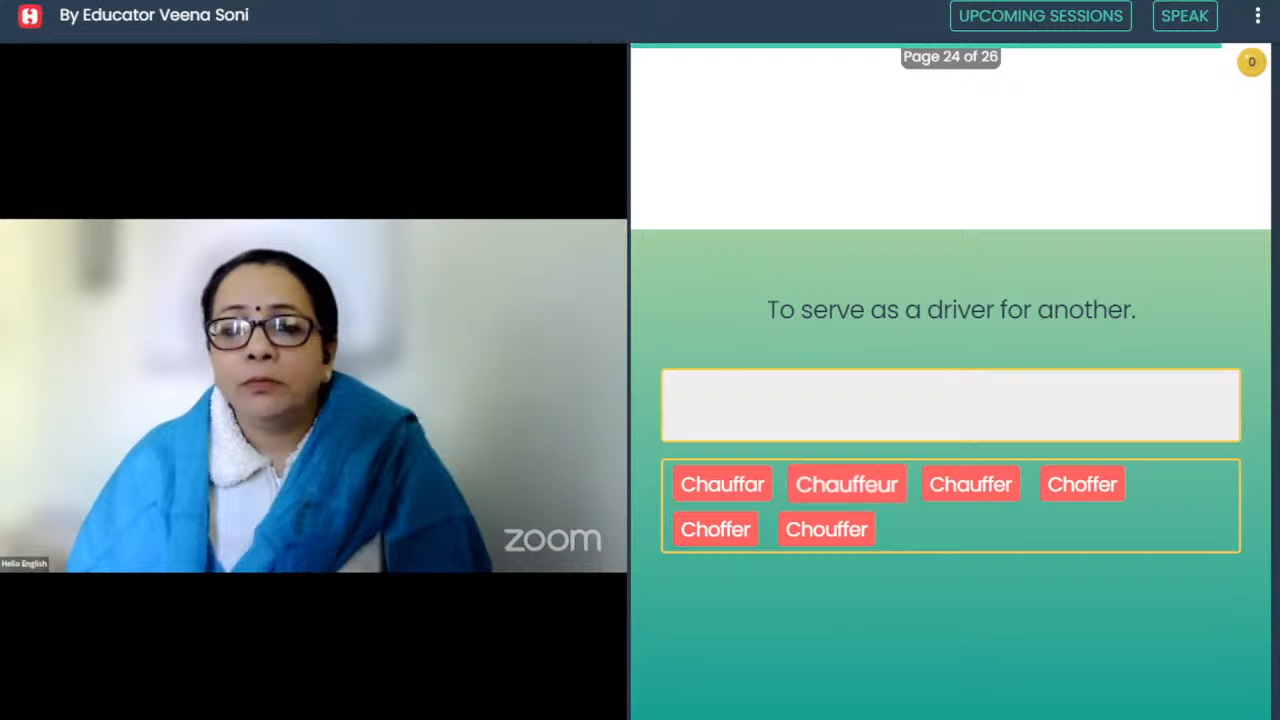 By Educator Veena Soni
UPCOMING SESSIONS
SPEAK
Page 24 of 26
0
To serve as a driver for another.
Chauffar Chauffeur Chauffer Choffer
Choffer Chouffer
zoom
Hello English